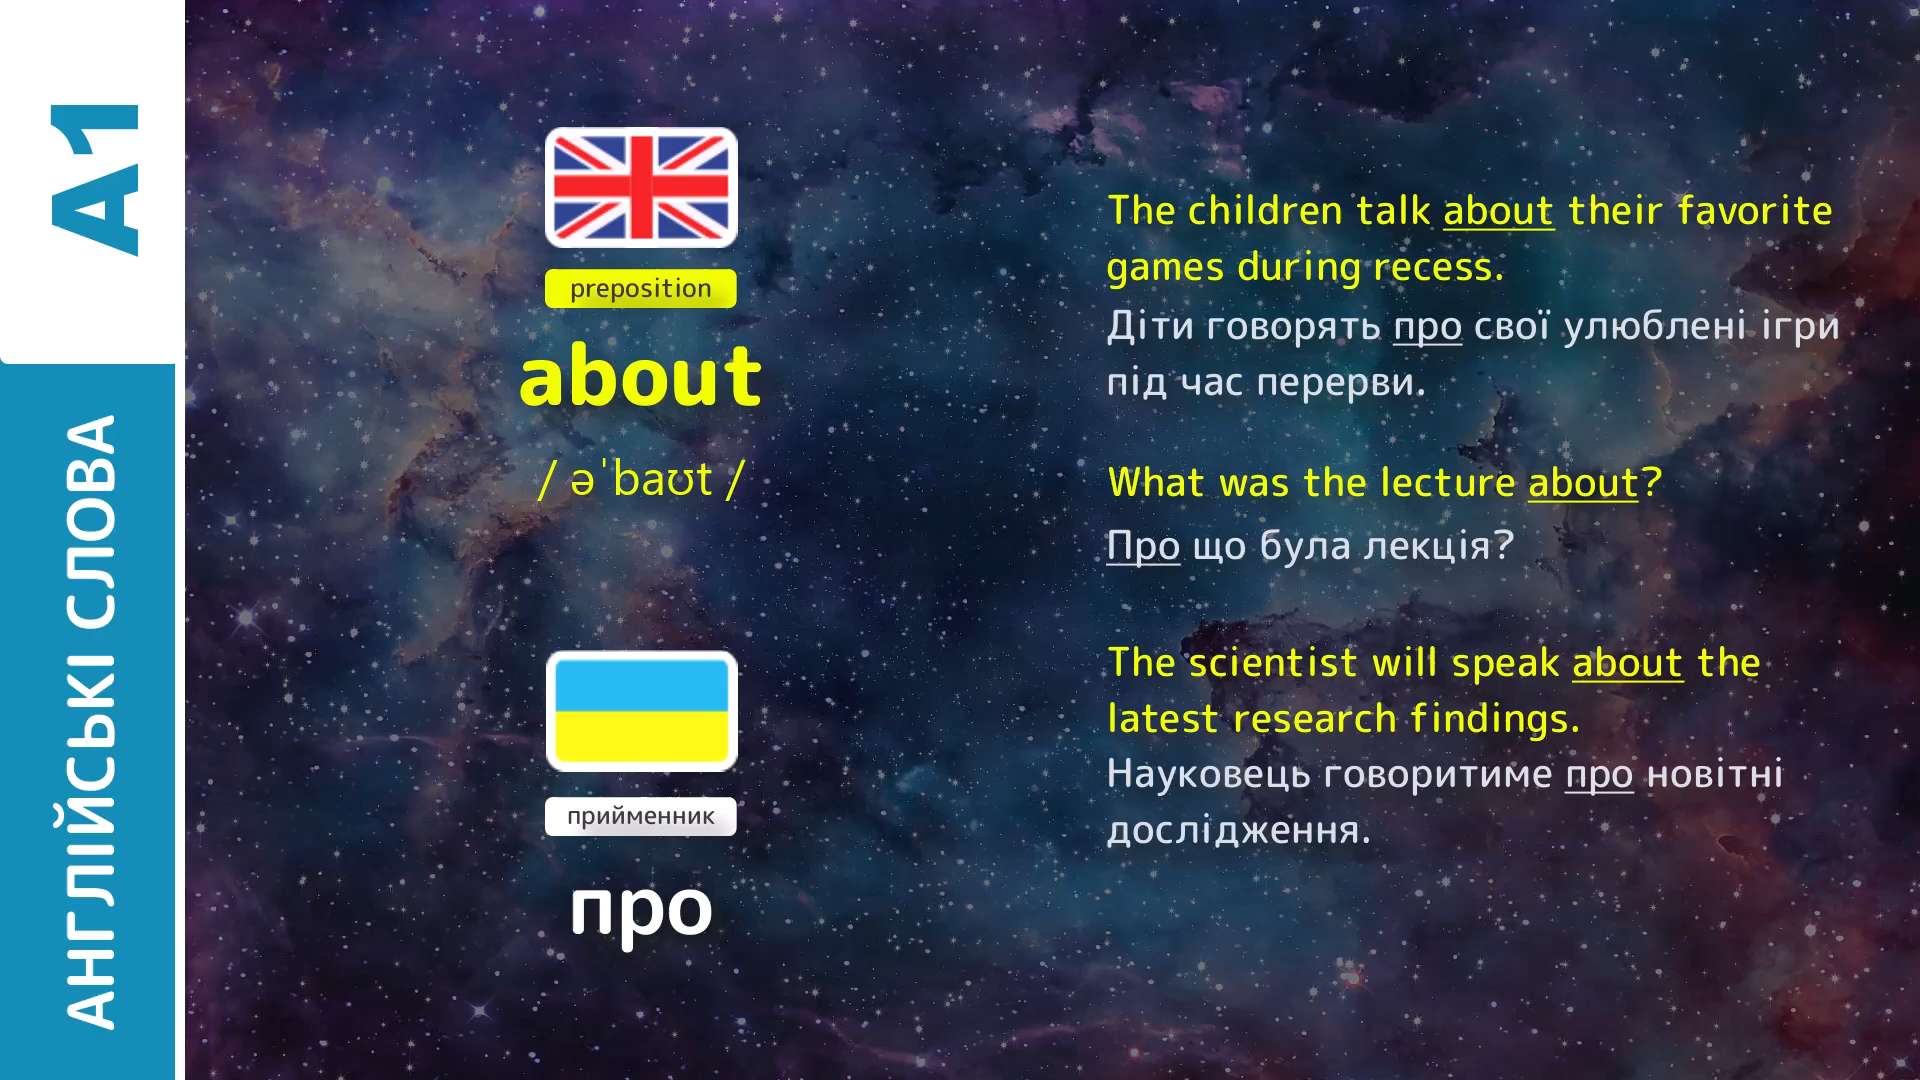 A1
АНГЛІЙСЬКІ СЛОВА
preposition
about
/ əˈbaʊt /
прийменник
про
The children talk about their favorite
games during recess.
Діти говорять про свої улюблені ігри
під час перерви.
What was the lecture about?
Про що була лекція?
The scientist will speak about the
latest research findings.
Науковець говоритиме про новітні
дослідження.